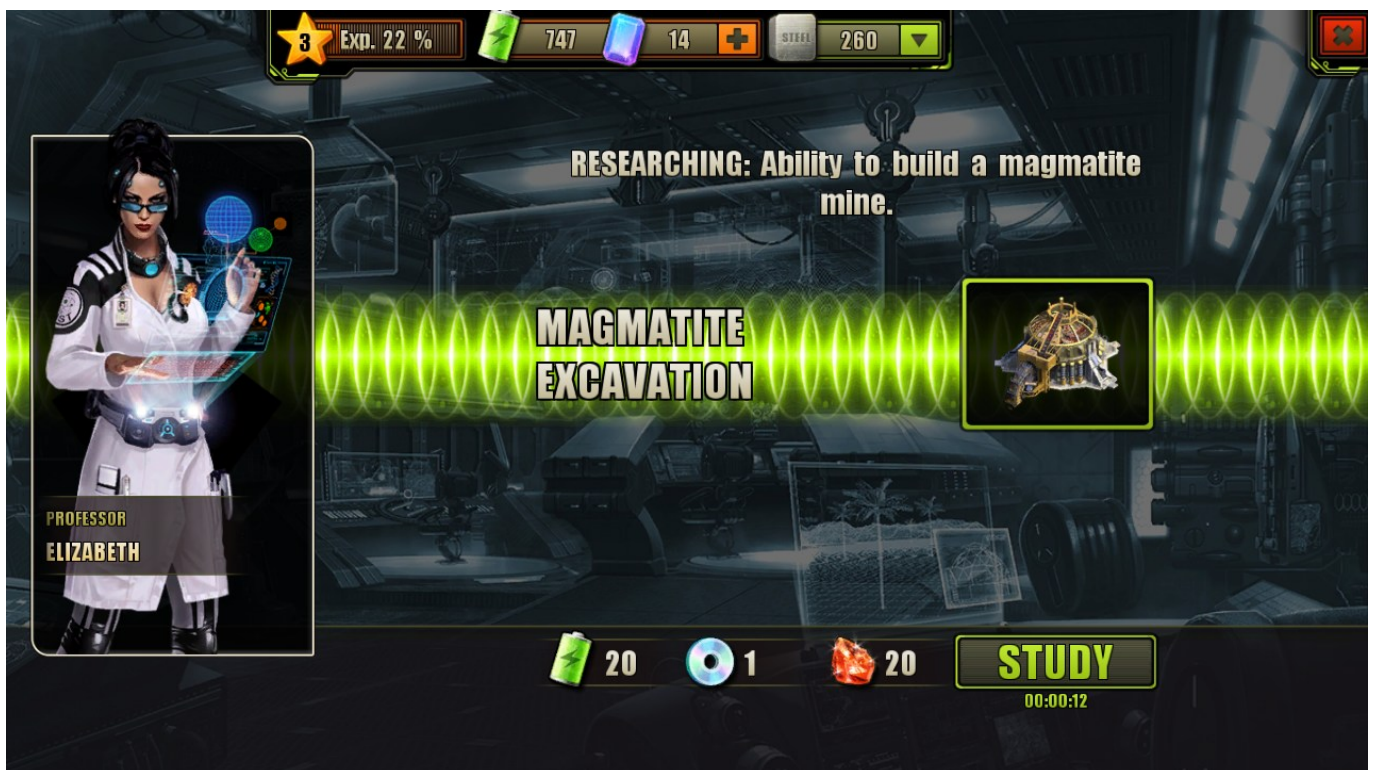 3 Exp. 22 % 747 14 STEEL 260
RESEARCHING: Ability to build a magmatite
mine.
MAGMATITE
EXCAVATION
PROFESSOR
ELIZABETH
20 1 20 STUDY
00:00:12